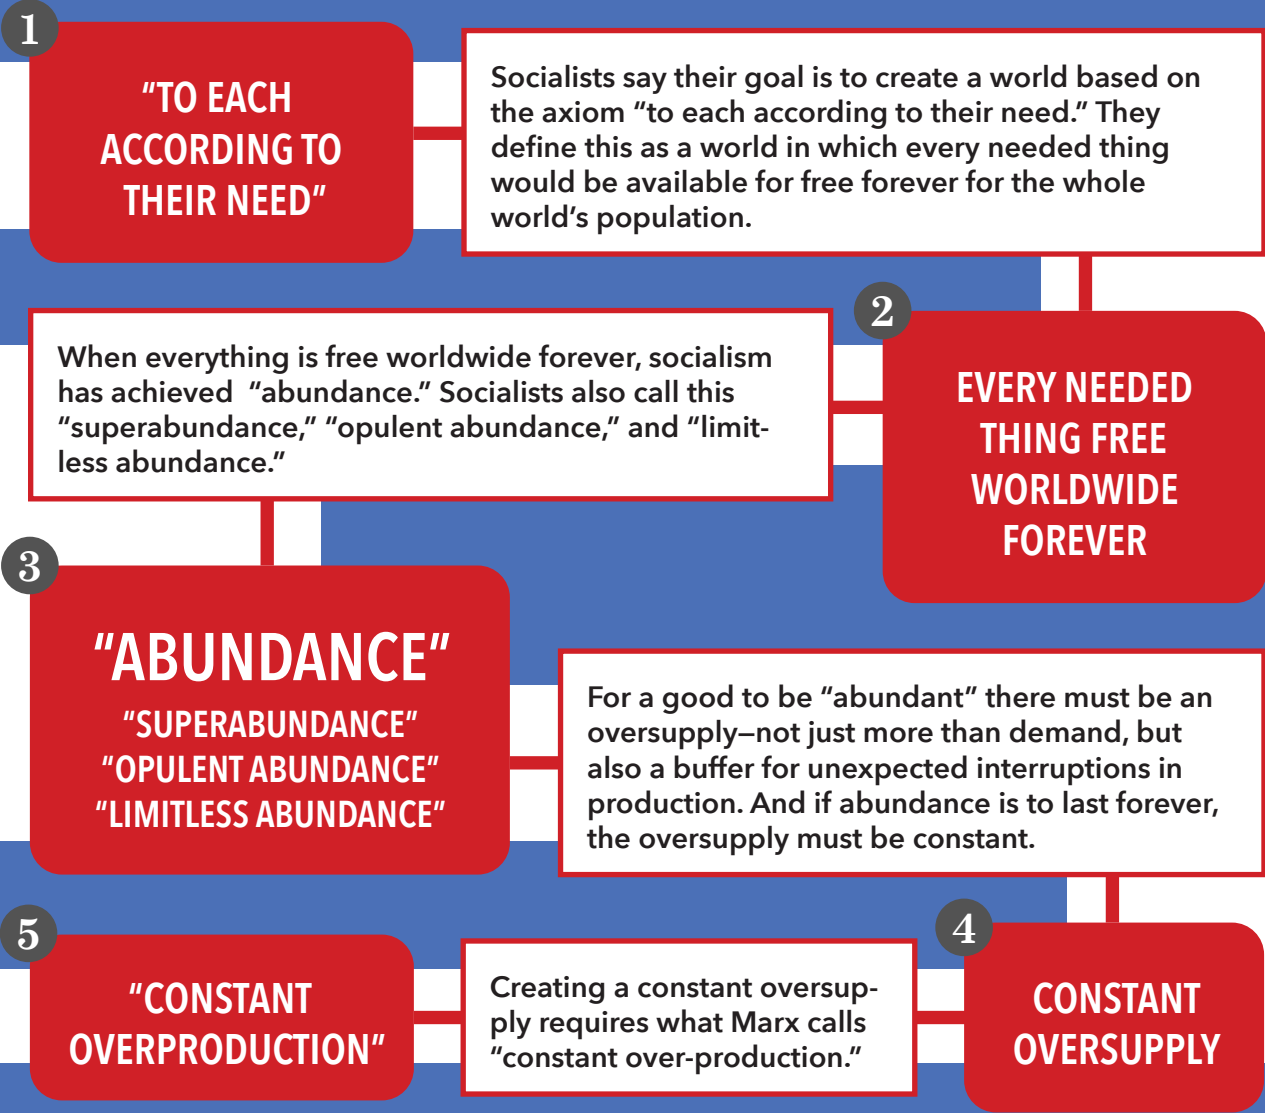 1
“TO EACH
ACCORDING TO
THEIR NEED”
Socialists say their goal is to create a world based on
the axiom “to each according to their need.” They
define this as a world in which every needed thing
would be available for free forever for the whole
world’s population.
2
EVERY NEEDED
THING FREE
WORLDWIDE
FOREVER
When everything is free worldwide forever, socialism
has achieved “abundance.” Socialists also call this
“superabundance,” “opulent abundance,” and “limit-
less abundance.”
3
“ABUNDANCE”
“SUPERABUNDANCE”
“OPULENT ABUNDANCE”
“LIMITLESS ABUNDANCE”
For a good to be “abundant” there must be an
oversupply—not just more than demand, but
also a buffer for unexpected interruptions in
production. And if abundance is to last forever,
the oversupply must be constant.
4
CONSTANT
OVERSUPPLY
Creating a constant oversup-
ply requires what Marx calls
“constant over-production.”
5
“CONSTANT
OVERPRODUCTION”